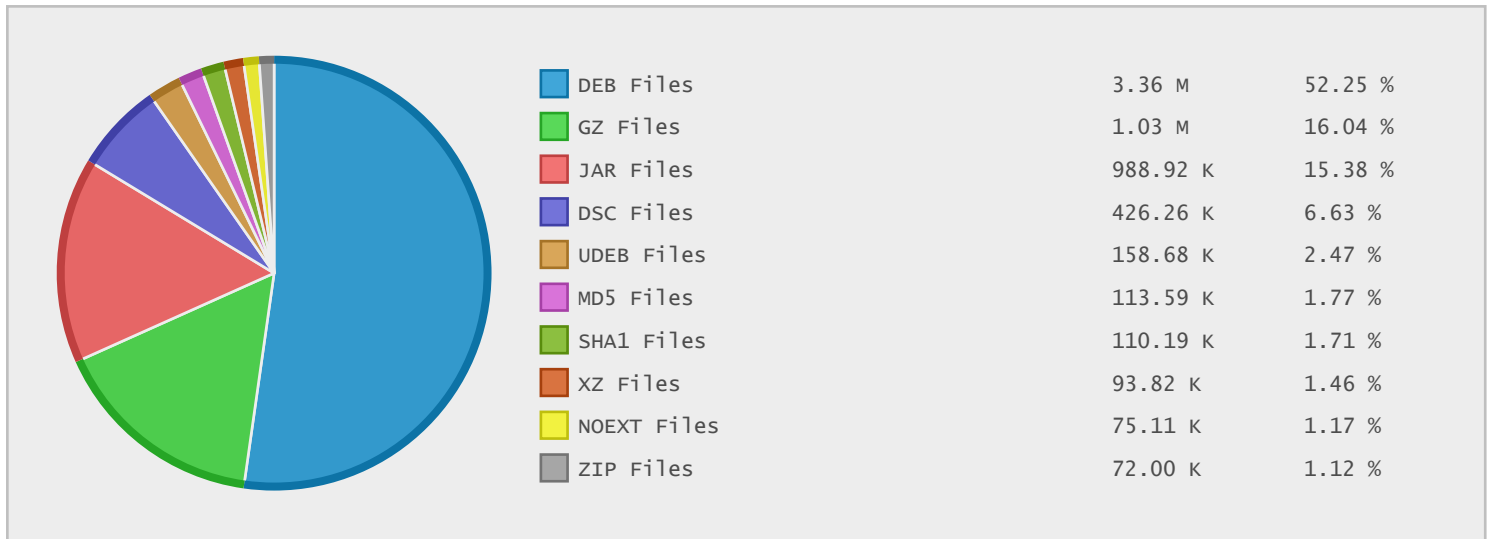 DEB Files 3.36 M 52.25 %
GZ Files 1.03 M 16.04 %
JAR Files 988.92 K 15.38 %
DSC Files 426.26 K 6.63 %
UDEB Files 158.68 K 2.47 %
MD5 Files 113.59 K 1.77 %
SHA1 Files 110.19 K 1.71 %
XZ Files 93.82 K 1.46 %
NOEXT Files 75.11 K 1.17 %
ZIP Files 72.00 K 1.12 %